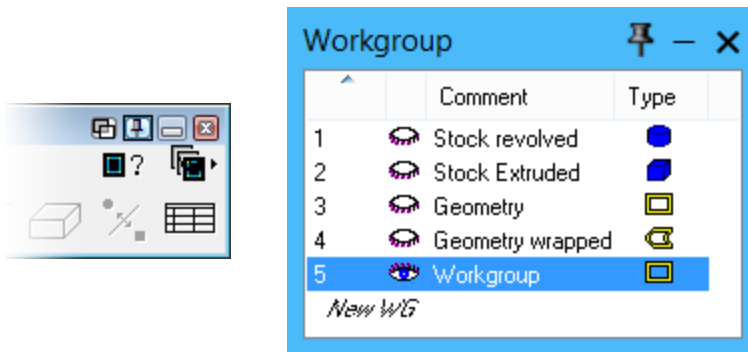 ?
Workgroup
Comment Type
1 Stock revolved
2 Stock Extruded
3 Geometry
4 Geometry wrapped
5 Workgroup
New WG